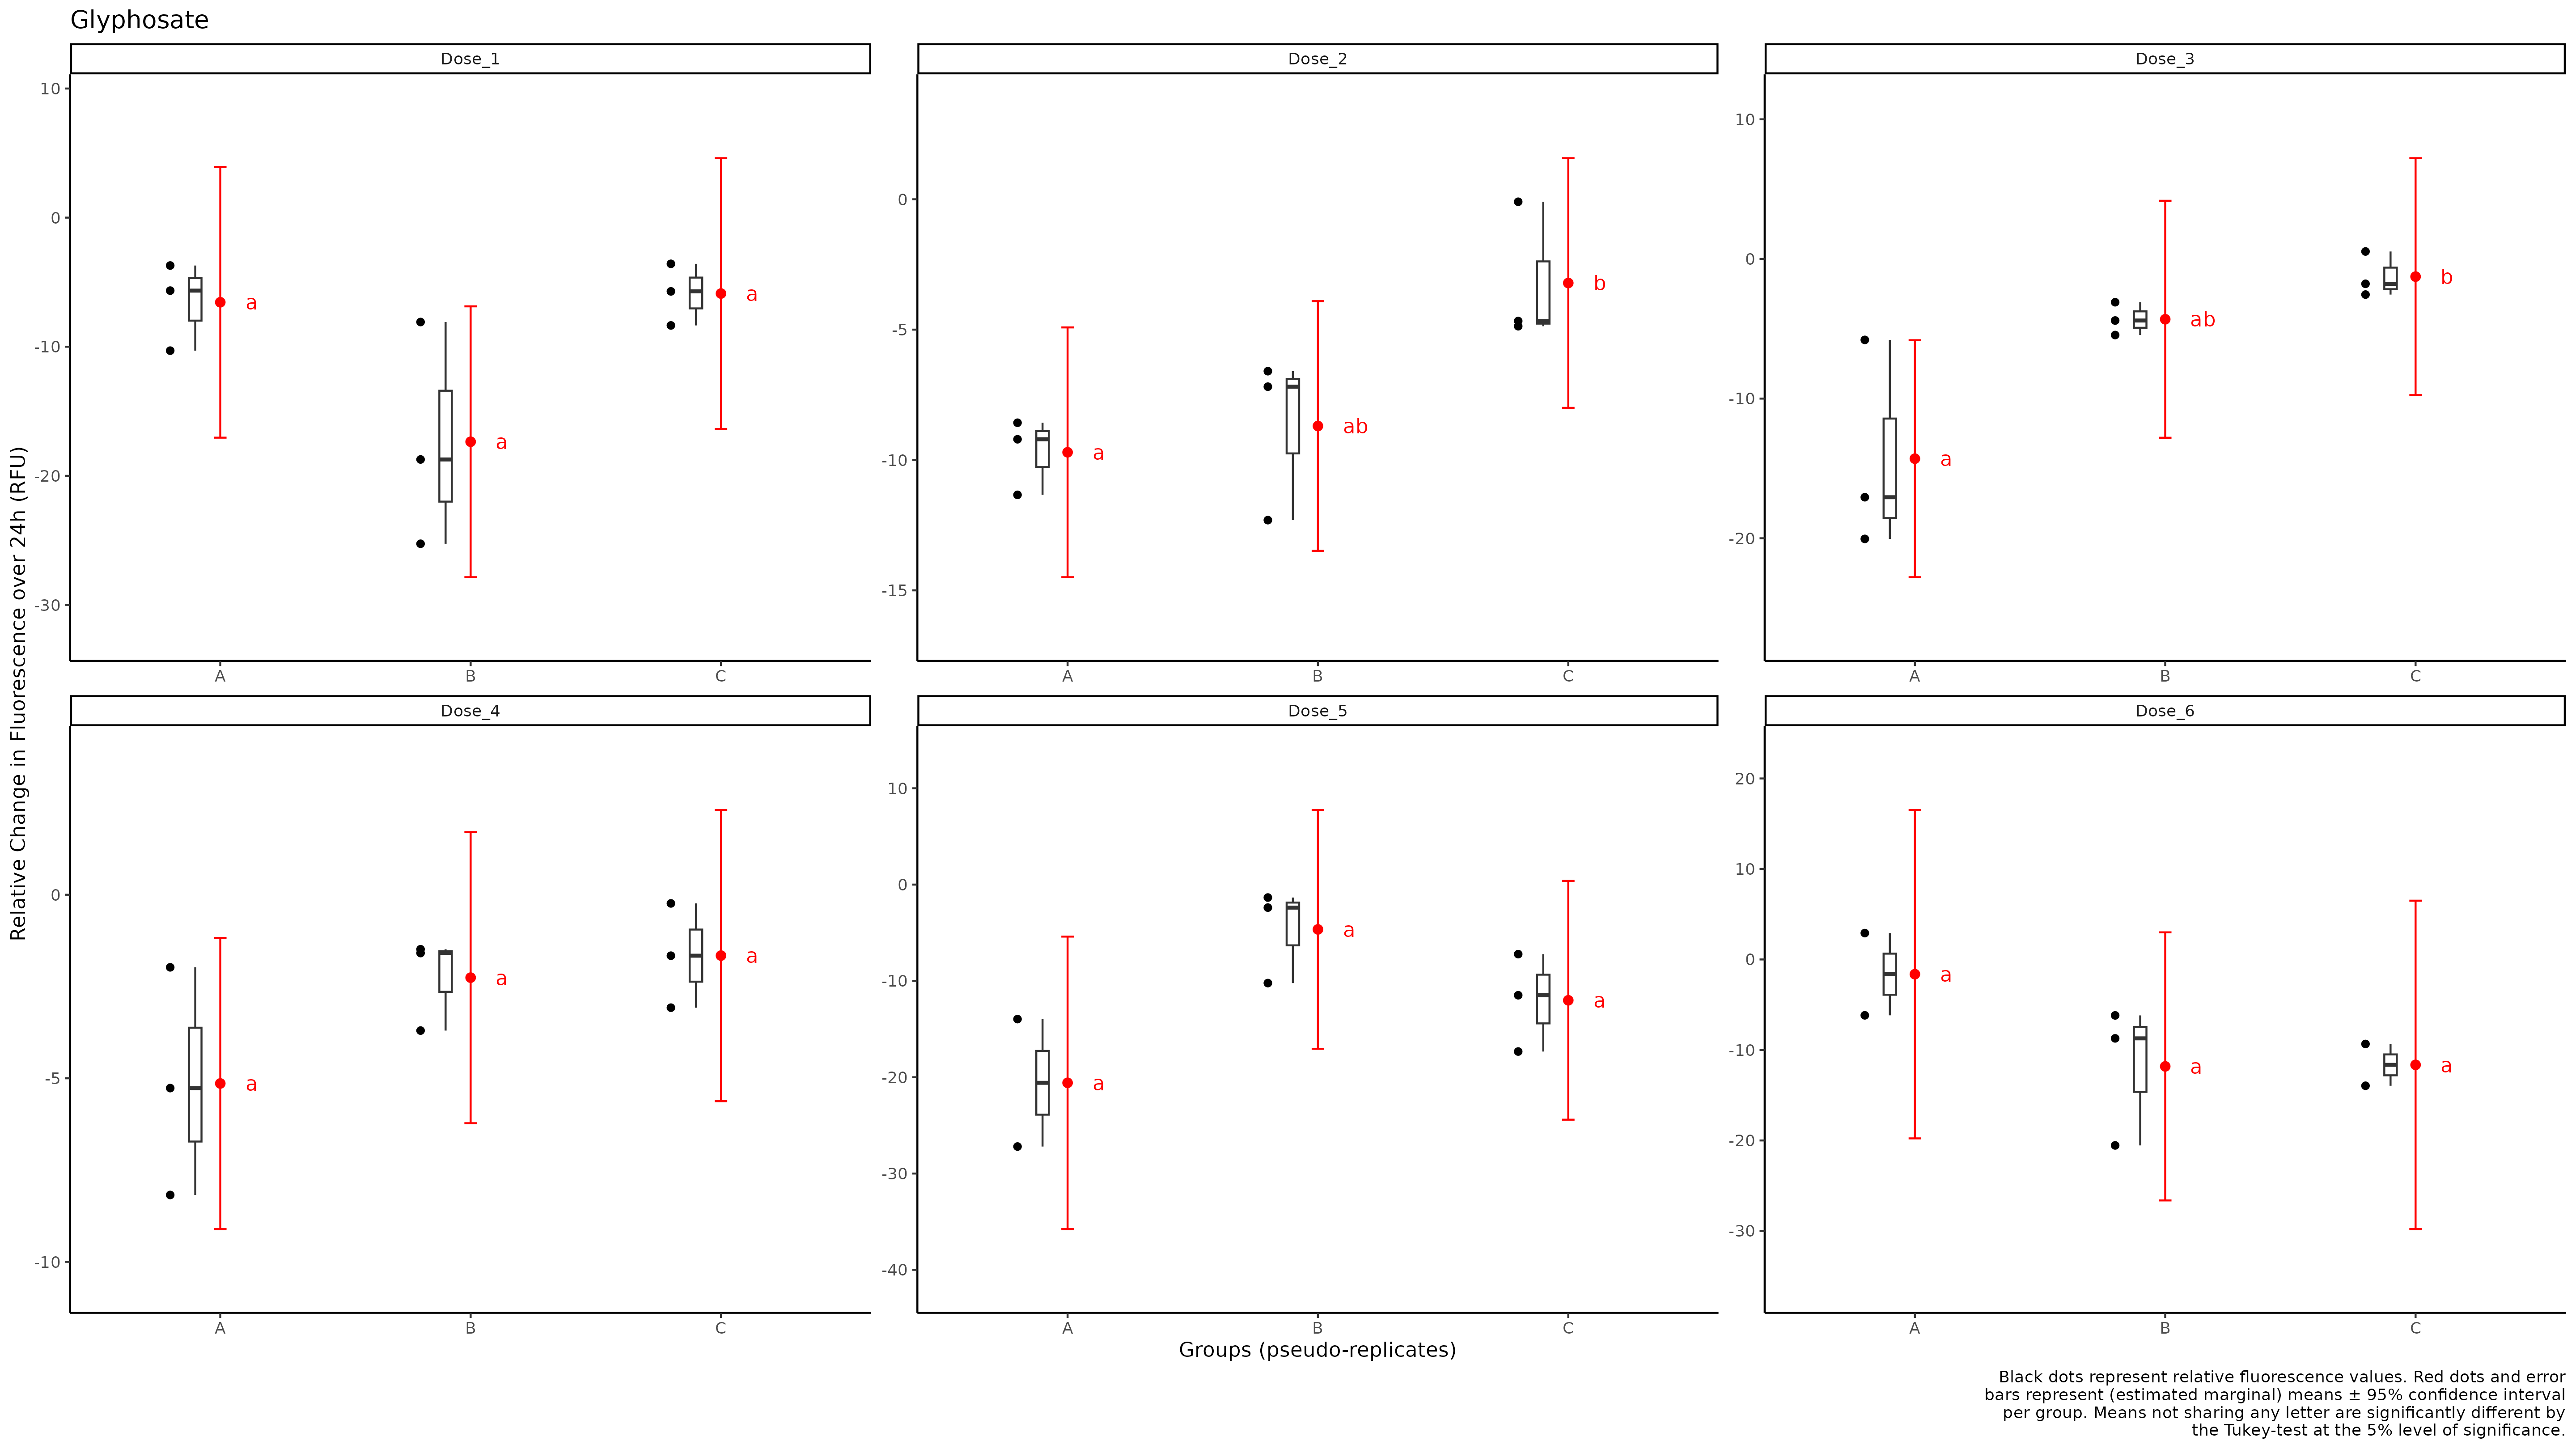 Glyphosate
Relative Change in Fluorescence over 24h (RFU)
Dose_1
10
0
-10
-20
-30
a
a
a
A
B
C
Dose_2
0
-5
-10
-15
a
ab
b
A
B
C
Dose_3
10
0
-10
-20
a
ab
b
A
B
C
Dose_4
0
-5
-10
a
a
a
A
B
C
Dose_5
10
0
-10
-20
-30
-40
a
a
a
A
B
C
Dose_6
20
10
0
-10
-20
-30
a
a
a
A
B
C
Groups (pseudo-replicates)
Black dots represent relative fluorescence values. Red dots and error
bars represent (estimated marginal) means ± 95% confidence interval
per group. Means not sharing any letter are significantly different by
the Tukey-test at the 5% level of significance.